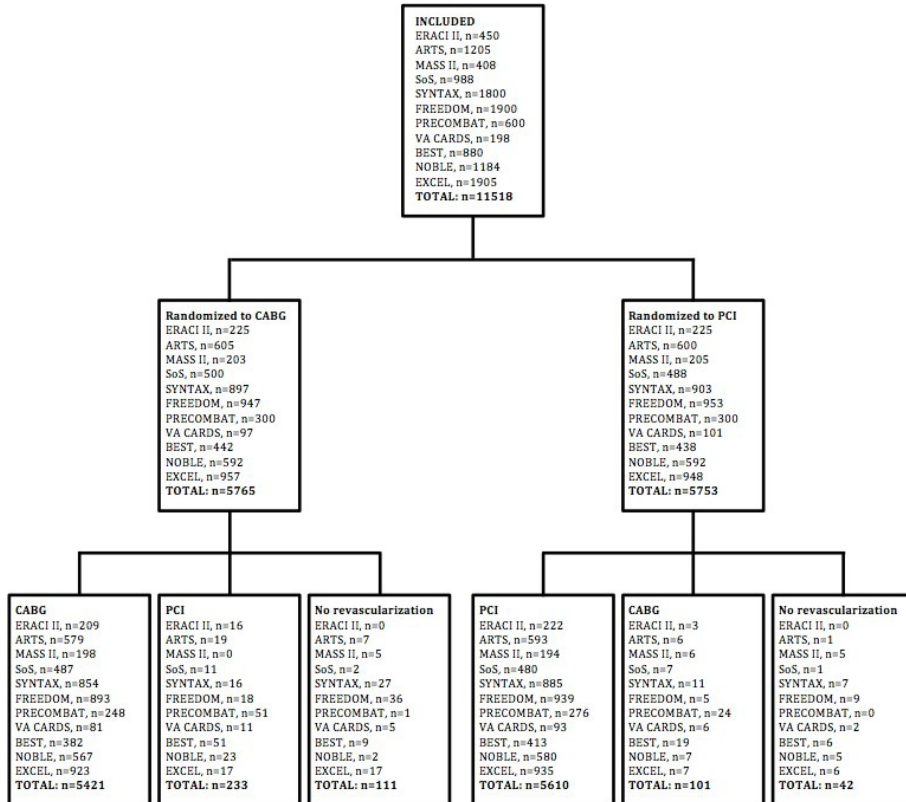 INCLUDED
ERACI II, n=450
ARTS, n=1205
MASS II, n=408
SoS, n=988
SYNTAX, n=1800
FREEDOM, n=1900
PRECOMBAT, n=600
VA CARDS, n=198
BEST, n=880
NOBLE, n=1184
EXCEL, n=1905
TOTAL: n=11518
Randomized to CABG
ERACI II, n=225
ARTS, n=605
MASS II, n=203
SoS, n=500
SYNTAX, n=897
FREEDOM, n=947
PRECOMBAT, n=300
VA CARDS, n=97
BEST, n=442
NOBLE, n=592
EXCEL, n=957
TOTAL: n=5765
Randomized to PCI
ERACI II, n=225
ARTS, n=600
MASS II, n=205
SoS, n=488
SYNTAX, n=903
FREEDOM, n=953
PRECOMBAT, n=300
VA CARDS, n=101
BEST, n=438
NOBLE, n=592
EXCEL, n=948
TOTAL: n=5753
CABG
ERACI II, n=209
ARTS, n=579
MASS II, n=198
SoS, n=487
SYNTAX, n=854
FREEDOM, n=893
PRECOMBAT, n=248
VA CARDS, n=81
BEST, n=382
NOBLE, n=567
EXCEL, n=923
TOTAL: n=5421
PCI
ERACI II, n=16
ARTS, n=19
MASS II, n=0
SoS, n=11
SYNTAX, n=16
FREEDOM, n=18
PRECOMBAT, n=51
VA CARDS, n=11
BEST, n=51
NOBLE, n=23
EXCEL, n=17
TOTAL: n=233
No revascularization
ERACI II, n=0
ARTS, n=7
MASS II, n=5
SoS, n=2
SYNTAX, n=27
FREEDOM, n=36
PRECOMBAT, n=1
VA CARDS, n=5
BEST, n=9
NOBLE, n=2
EXCEL, n=17
TOTAL: n=111
PCI
ERACI II, n=222
ARTS, n=593
MASS II, n=194
SoS, n=480
SYNTAX, n=885
FREEDOM, n=939
PRECOMBAT, n=276
VA CARDS, n=93
BEST, n=413
NOBLE, n=580
EXCEL, n=935
TOTAL: n=5610
CABG
ERACI II, n=3
ARTS, n=6
MASS II, n=6
SoS, n=7
SYNTAX, n=11
FREEDOM, n=5
PRECOMBAT, n=24
VA CARDS, n=6
BEST, n=19
NOBLE, n=7
EXCEL, n=7
TOTAL: n=101
No revascularization
ERACI II, n=0
ARTS, n=1
MASS II, n=5
SoS, n=1
SYNTAX, n=7
FREEDOM, n=9
PRECOMBAT, n=0
VA CARDS, n=2
BEST, n=6
NOBLE, n=5
EXCEL, n=6
TOTAL: n=42